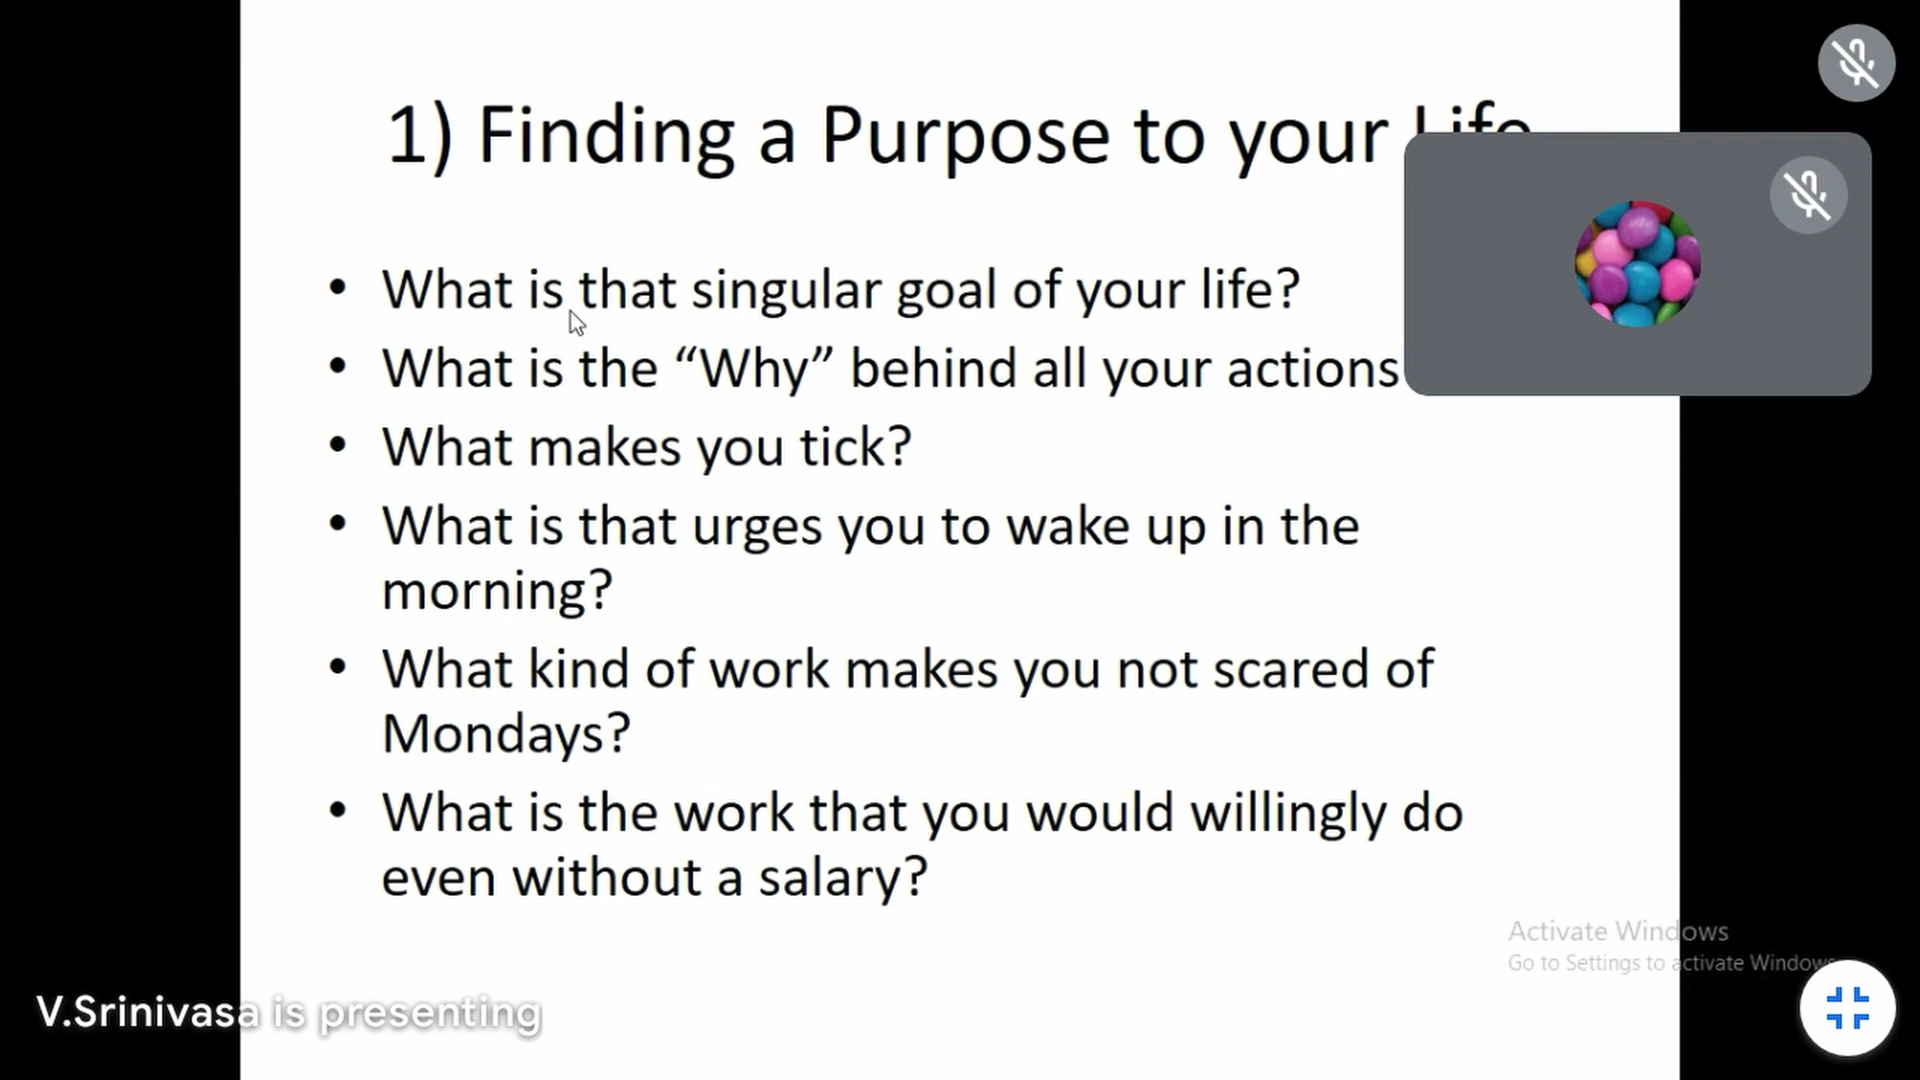 1) Finding a Purpose to your Life
• What is that singular goal of your life?
• What is the “Why” behind all your actions
• What makes you tick?
• What is that urges you to wake up in the
morning?
• What kind of work makes you not scared of
Mondays?
• What is the work that you would willingly do
even without a salary?
Activate Windows
Go to Settings to activate Windows
V.Srinivasa is presenting